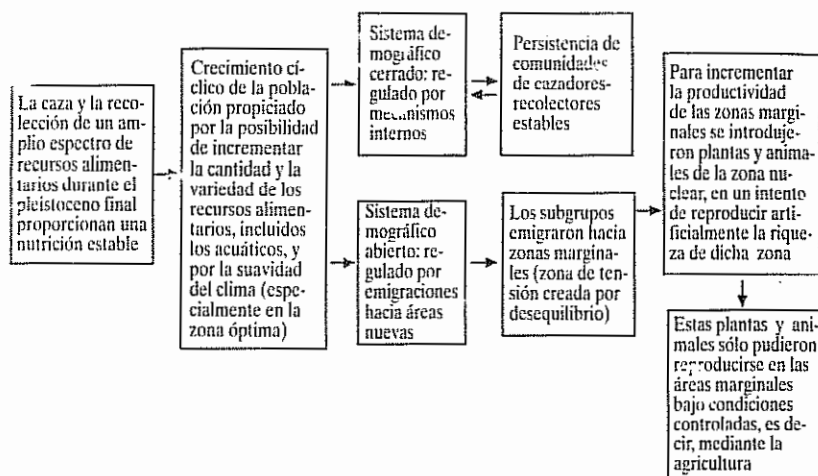 La caza y la reco-
lección de un am-
plio espectro de
recursos alimen-
tarios durante el
pleistoceno final
proporcionan una
nutrición estable
Crecimiento cí-
clico de la pobla-
ción propiciado
por la posibilidad
de incrementar
la cantidad y la
variedad de los
recursos alimen-
tarios, incluidos
los acuáticos, y
por la suavidad
del clima (espe-
cialmente en la
zona óptima)
Sistema de-
mográfico
cerrado: re-
gulado por
mecanismos
internos
Persistencia de
comunidades
de cazadores-
recolectores
estables
Sistema de-
mográfico
abierto: re-
gulado por
emigraciones
hacia áreas
nuevas
Los subgrupos
emigraron hacia
zonas margina-
les (zona de ten-
sión creada por
desequilibrio)
Para incrementar
la productividad
de las zonas margi-
nales se introduje-
ron plantas y anima-
les de la zona nu-
clear, en un intento
de reproducir arti-
ficialmente la rique-
za de dicha zona
Estas plantas y ani-
males sólo pudieron
reproducirse en las
áreas marginales
bajo condiciones
controladas, es de-
cir, mediante la
agricultura